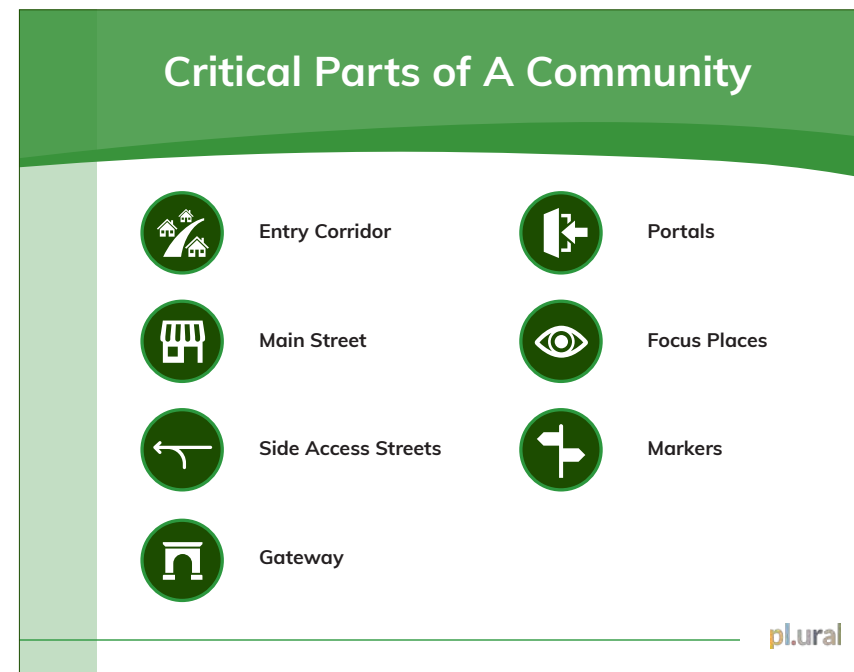 Critical Parts of A Community
Entry Corridor
Main Street
Side Access Streets
Gateway
Portals
Focus Places
Markers
pl.ural